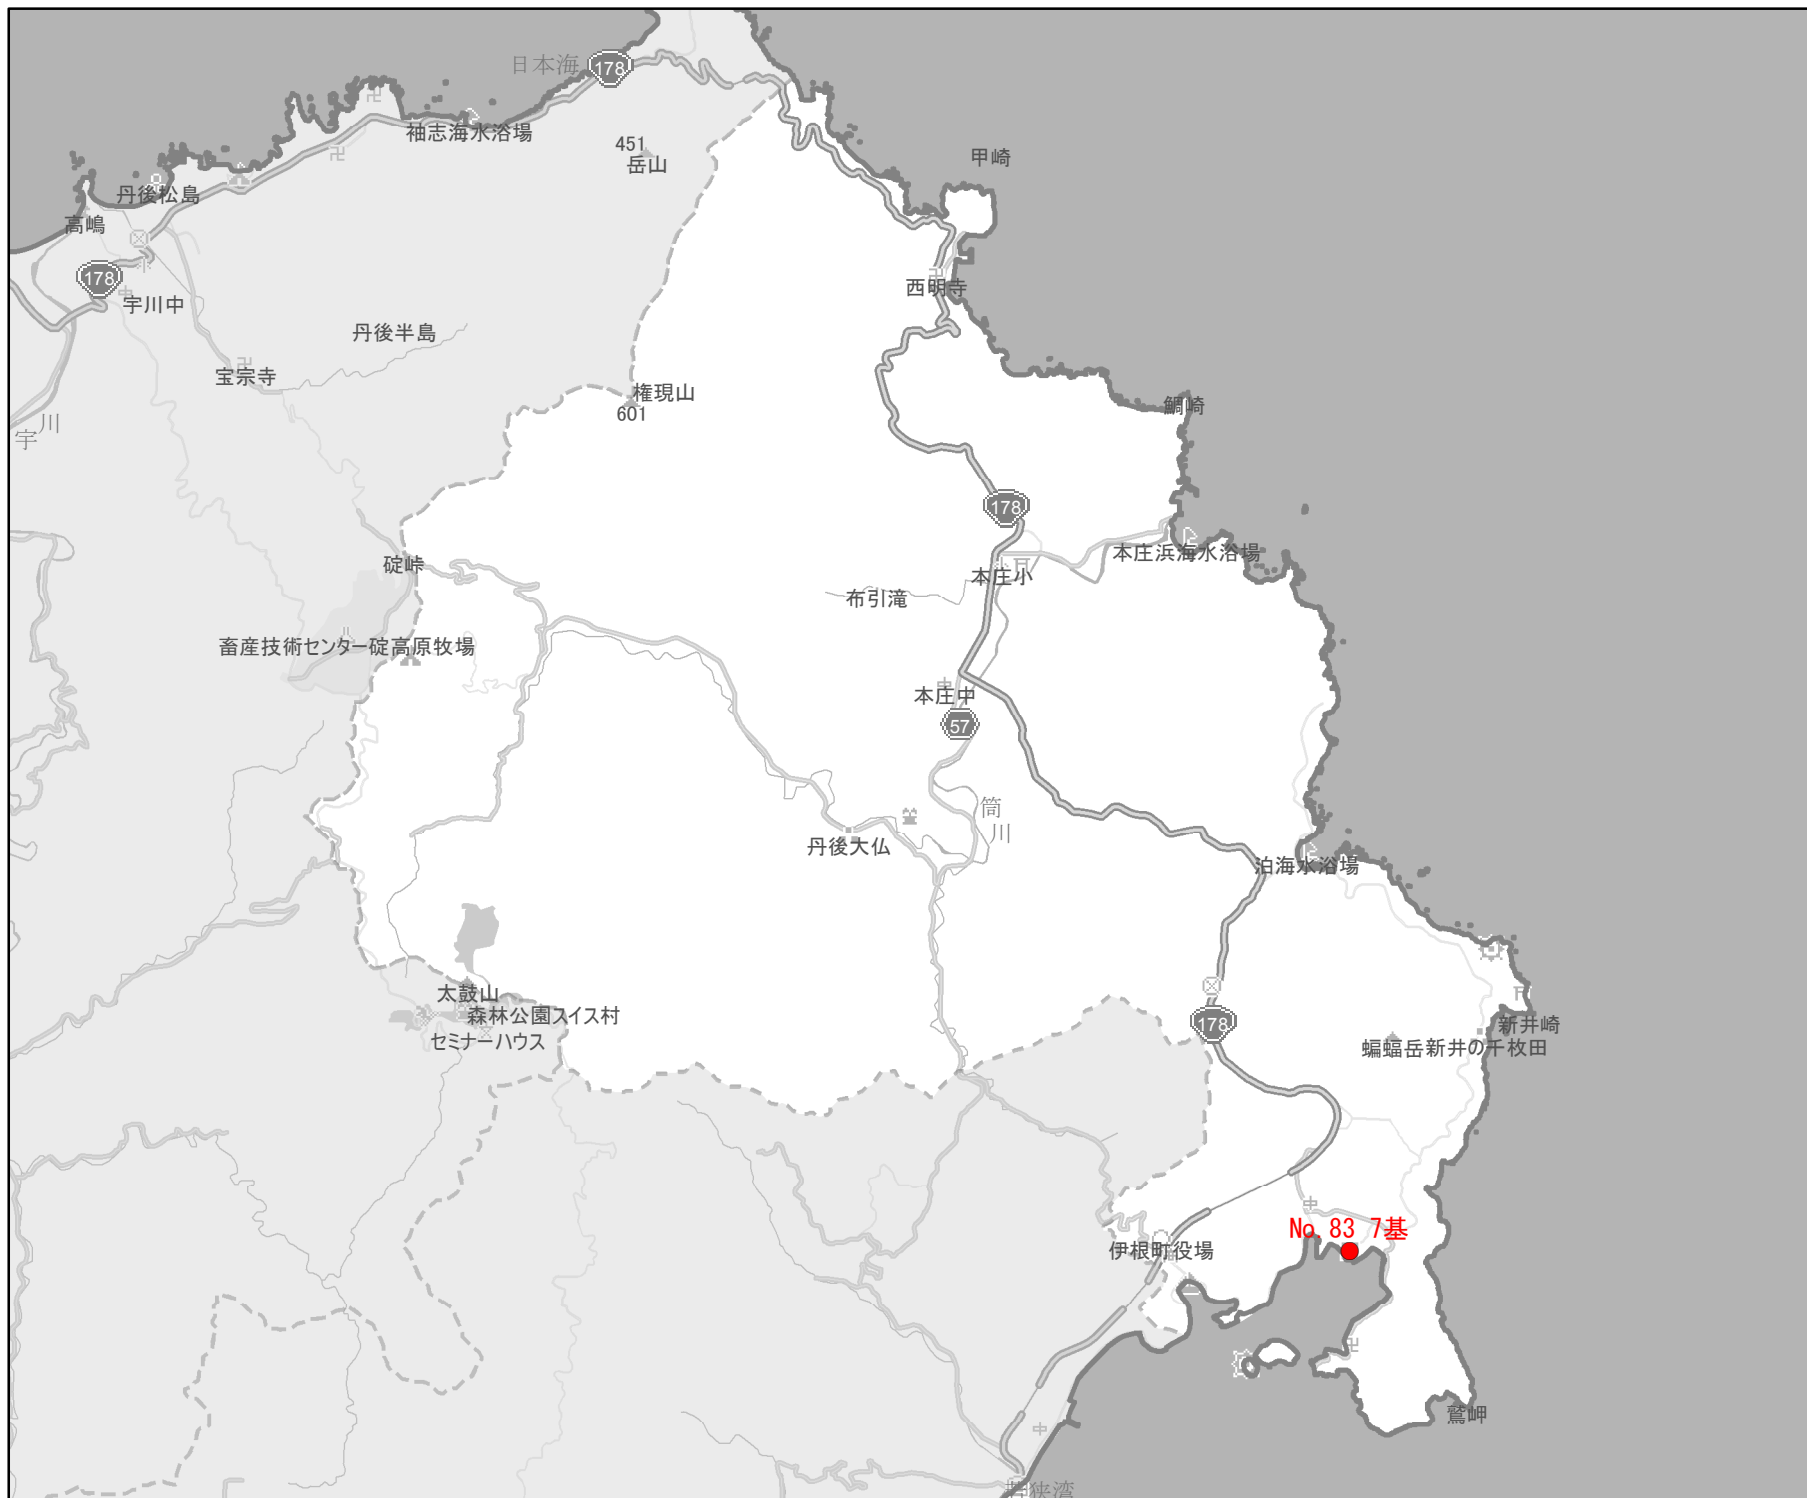 日本海
178
袖志海水浴場
451
岳山
甲崎
丹後松島
高嶋
178
宇川中
西明寺
丹後半島
宝宗寺
権現山
601
鯛崎
宇川
178
本庄浜海水浴場
碇峠
本庄小
布引滝
畜産技術センター碇高原牧場
本庄中
57
筒川
丹後大仏
泊海水浴場
太鼓山
森林公園スイス村
セミナーハウス
178
新井崎
蝙蝠岳新井の千枚田
No. 83 7基
伊根町役場
鷲岬
若狭湾